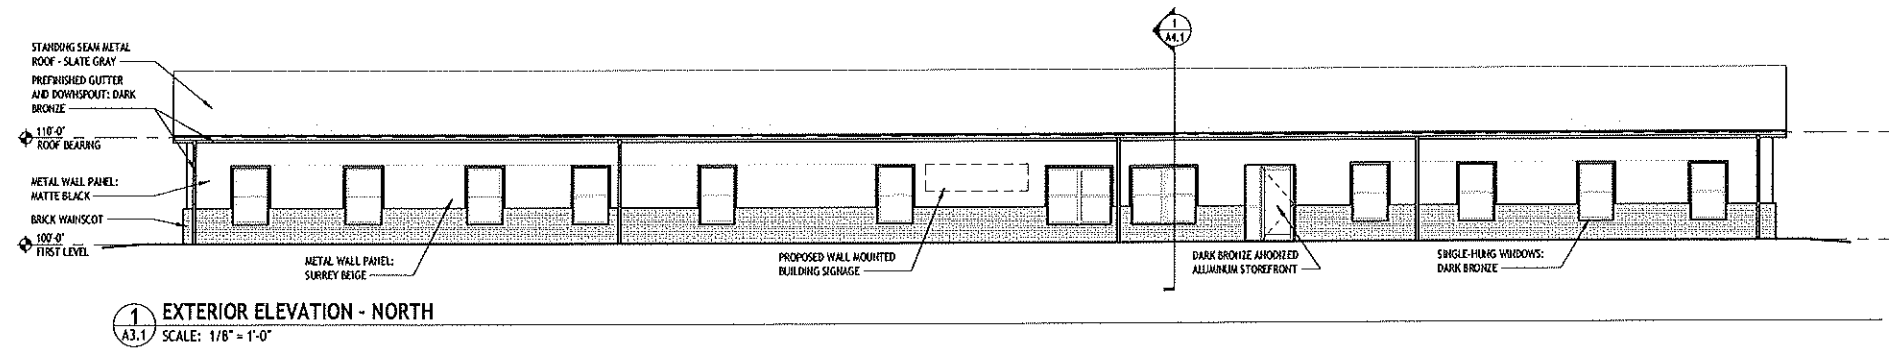 1
A4.1
STANDING SEAM METAL
ROOF - SLATE GRAY
PREFINISHED GUTTER
AND DOWNSPOUT: DARK
BRONZE
110'-0"
ROOF BEARING
METAL WALL PANEL:
MATTE BLACK
BRICK WAINSCOT
100'-0"
FIRST LEVEL
METAL WALL PANEL:
SURREY BEIGE
PROPOSED WALL MOUNTED
BUILDING SIGNAGE
DARK BRONZE ANODIZED
ALUMINUM STOREFRONT
SINGLE-HUNG WINDOWS:
DARK BRONZE
1
A3.1
EXTERIOR ELEVATION - NORTH
SCALE: 1/8" = 1'-0"